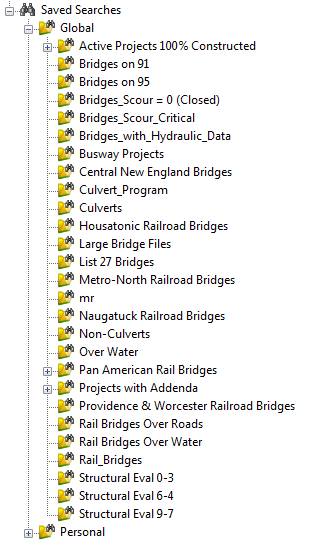 Saved Searches
Global
Active Projects 100% Constructed
Bridges on 91
Bridges on 95
Bridges_Scour = 0 (Closed)
Bridges_Scour_Critical
Bridges_with_Hydraulic_Data
Busway Projects
Central New England Bridges
Culvert_Program
Culverts
Housatonic Railroad Bridges
Large Bridge Files
List 27 Bridges
Metro-North Railroad Bridges
mr
Naugatuck Railroad Bridges
Non-Culverts
Over Water
Pan American Rail Bridges
Projects with Addenda
Providence & Worcester Railroad Bridges
Rail Bridges Over Roads
Rail Bridges Over Water
Rail_Bridges
Structural Eval 0-3
Structural Eval 6-4
Structural Eval 9-7
Personal